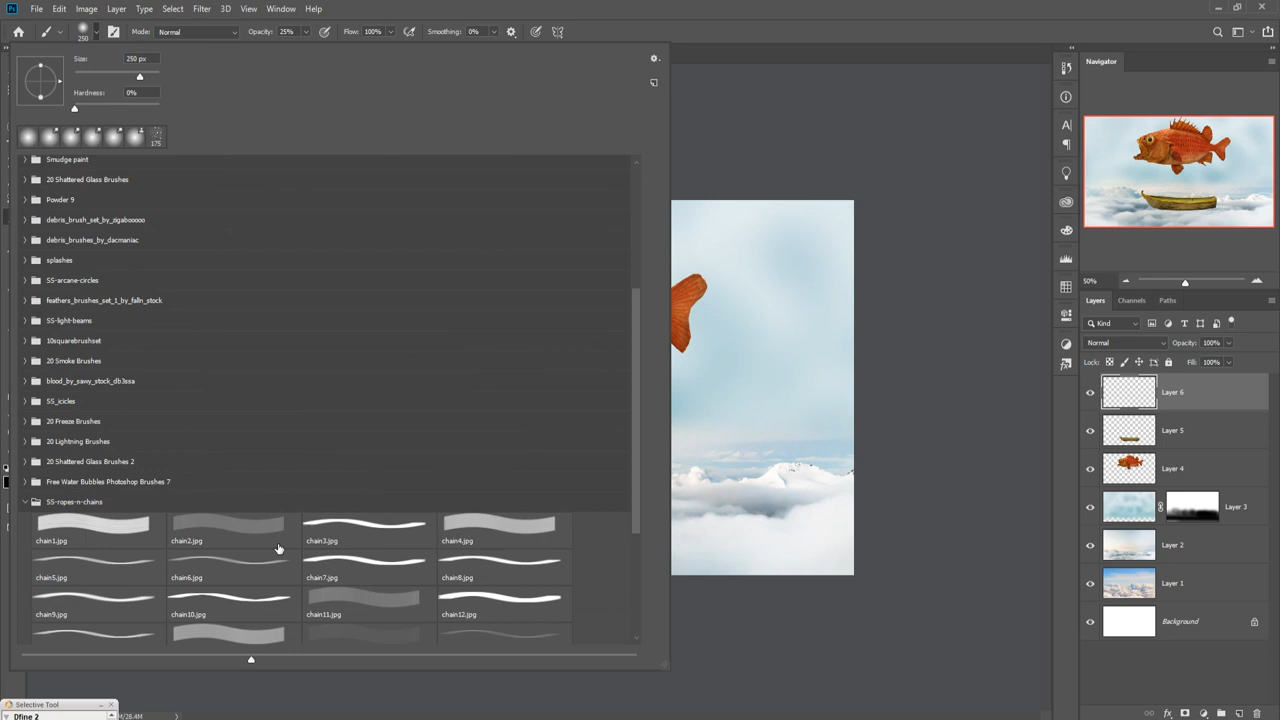 Ps File Edit Image Layer Type Select Filter 3D View Window Help
250 Mode: Normal Opacity: 25% Flow: 100% Smoothing: 0%
Size: 250 px
Hardness: 0%
175
Smudge paint
20 Shattered Glass Brushes
Powder 9
debris_brush_set_by_zigabooooo
debris_brushes_by_dacmaniac
splashes
SS-arcane-circles
feathers_brushes_set_1_by_falln_stock
SS-light-beams
10squarebrushset
20 Smoke Brushes
blood_by_sawy_stock_db3ssa
SS_icicles
20 Freeze Brushes
20 Lightning Brushes
20 Shattered Glass Brushes 2
Free Water Bubbles Photoshop Brushes 7
SS-ropes-n-chains
chain1.jpg chain2.jpg chain3.jpg chain4.jpg
chain5.jpg chain6.jpg chain7.jpg chain8.jpg
chain9.jpg chain10.jpg chain11.jpg chain12.jpg
Selective Tool
Dfine 2
M/28.4M
Navigator
50%
Layers Channels Paths
Kind
Normal Opacity: 100%
Lock: Fill: 100%
Layer 6
Layer 5
Layer 4
Layer 3
Layer 2
Layer 1
Background